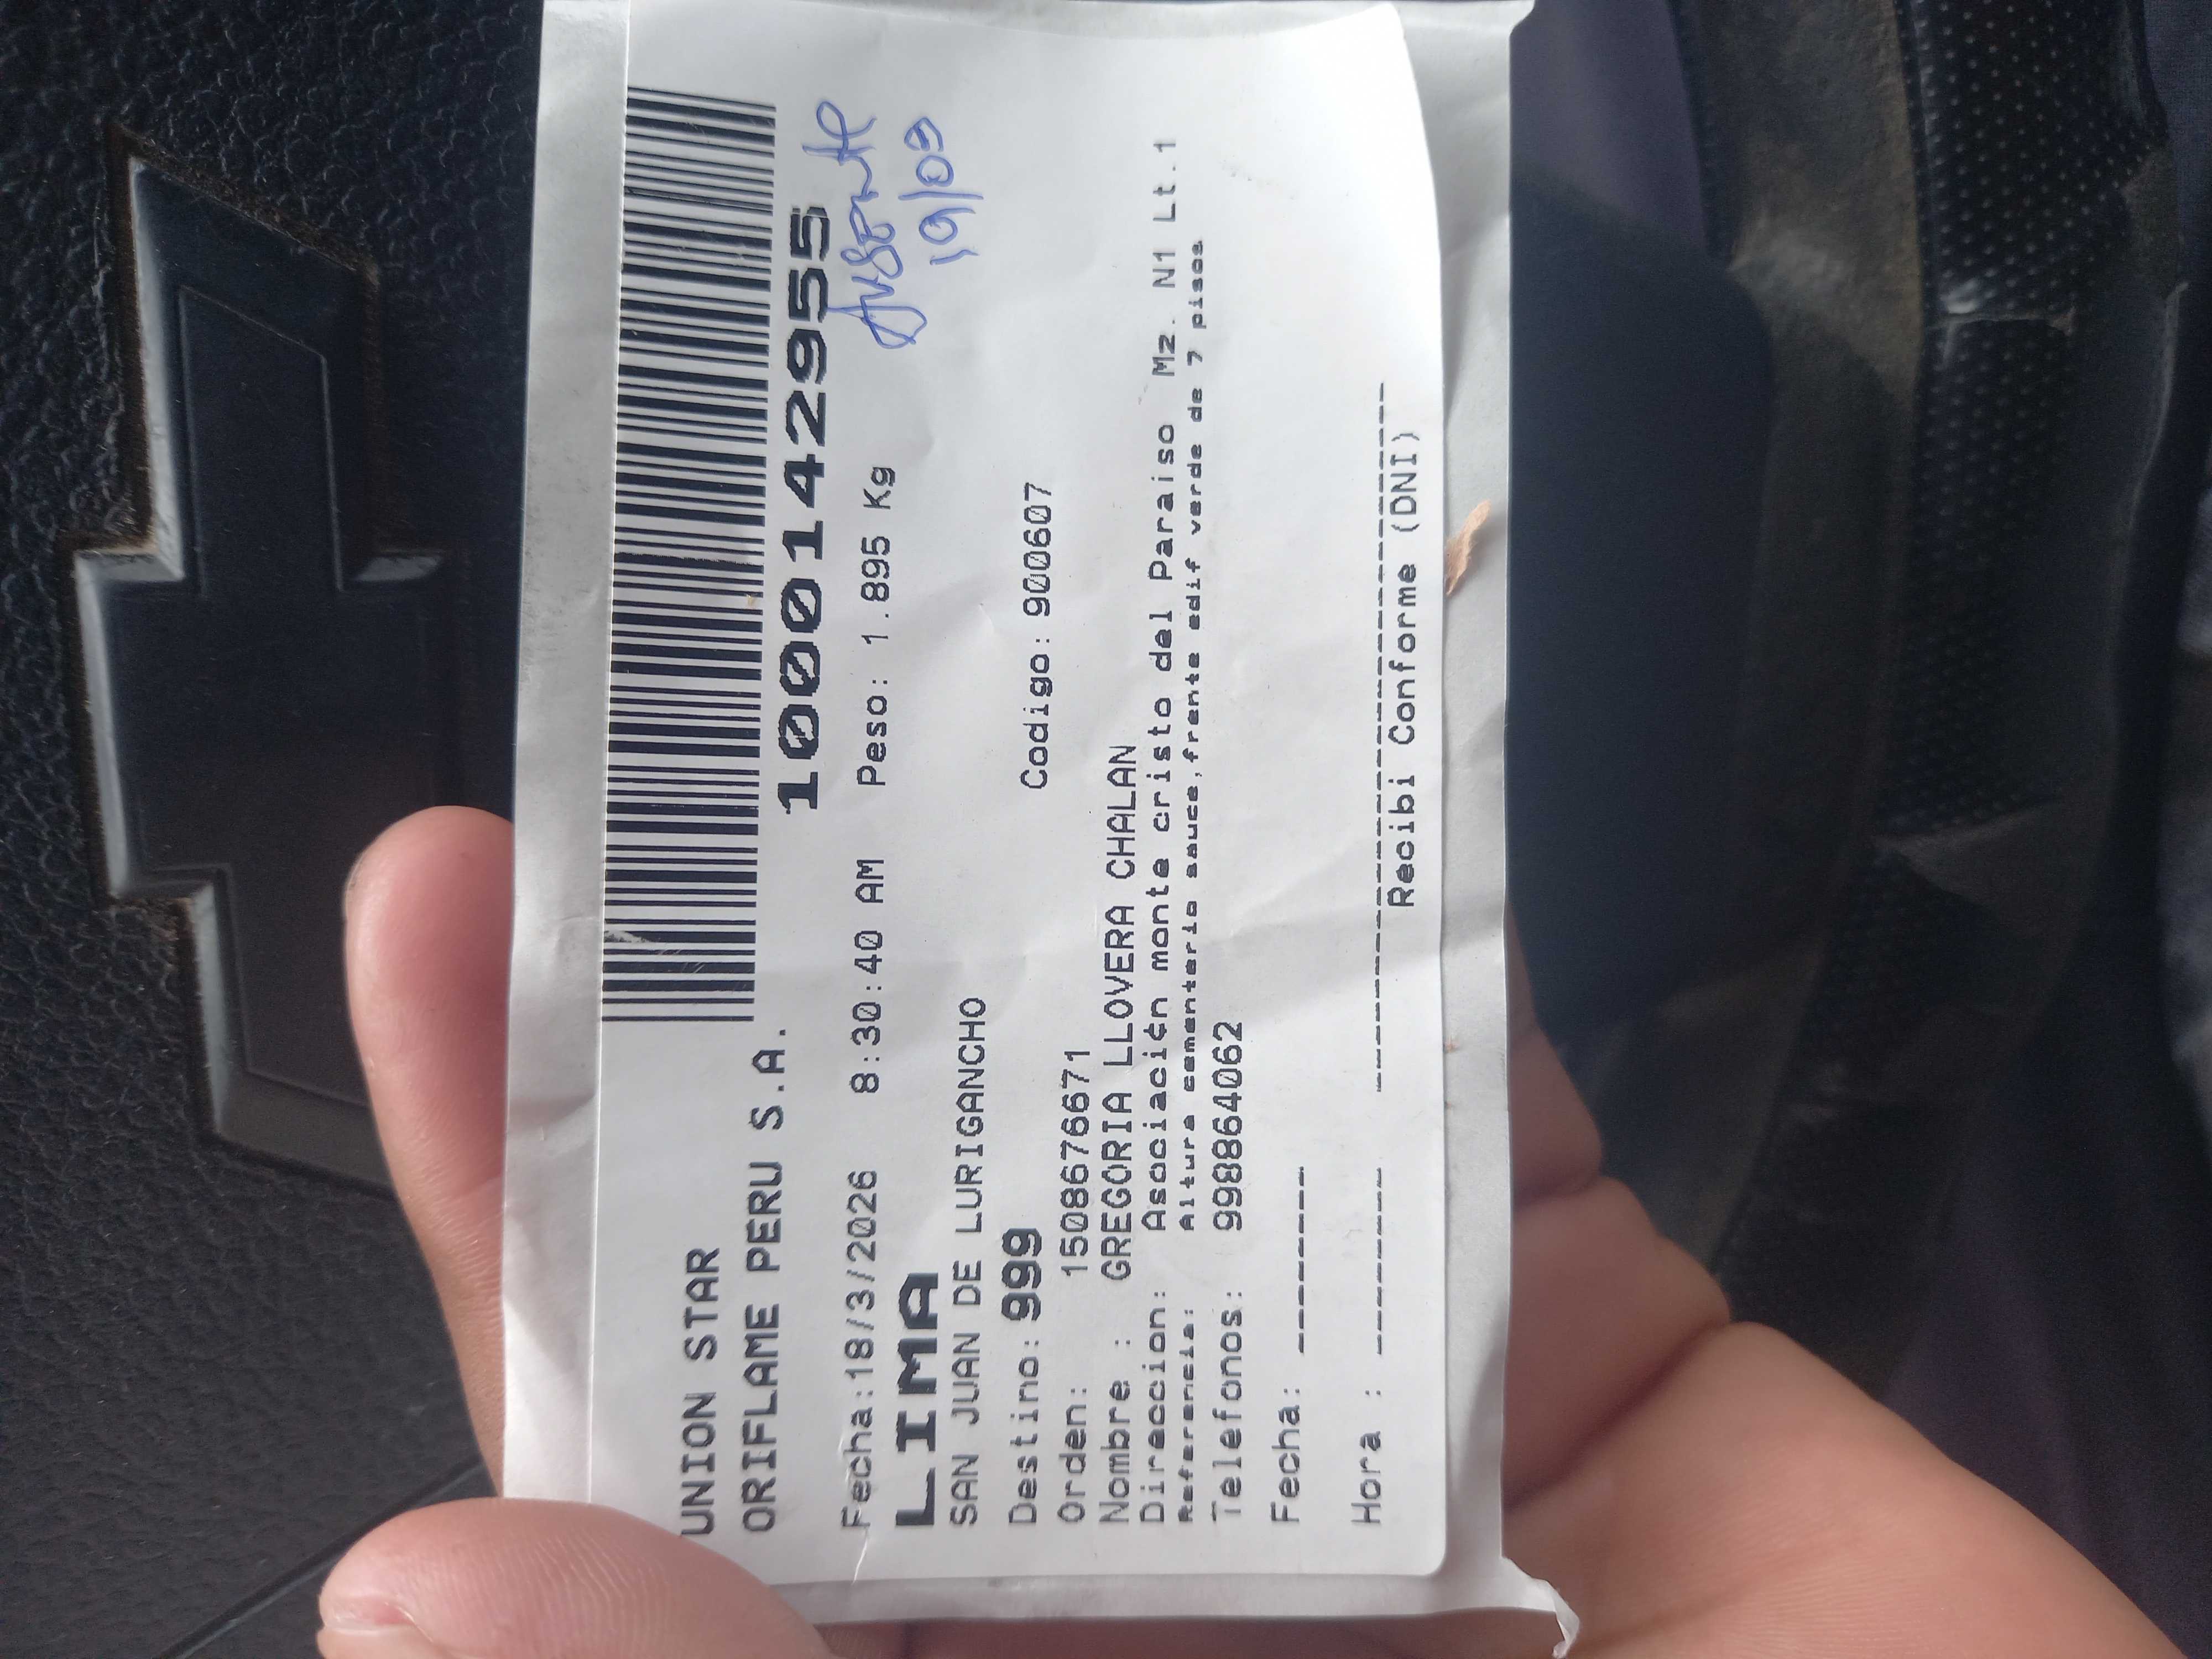 UNION STAR
ORIFLAME PERU S.A.
1000142955
Fecha:18/3/2026 8:30:40 AM Peso: 1.895 Kg
Ausente
19/03
LIMA
SAN JUAN DE LURIGANCHO
Destino: 999 Codigo: 900607
Orden: 1508676671
Nombre : GREGORIA LLOVERA CHALAN
Direccion: Asociaci¢n monte cristo del Paraiso Mz. N1 Lt.1
Referencia: Altura cementerio sauce,frente edif verde de 7 pisos
Telefonos: 998864062
Fecha: --------
Hora : --------
Recibi Conforme (DNI)